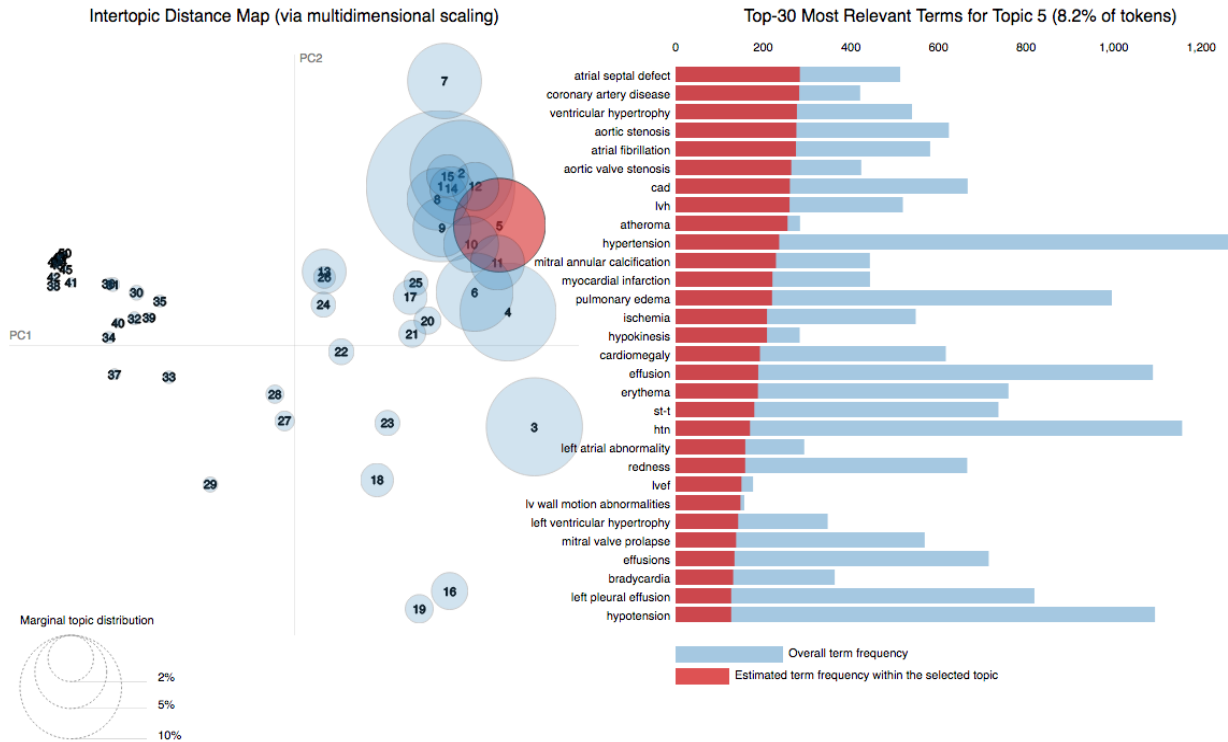 Intertopic Distance Map (via multidimensional scaling)
PC2
PC1
7
2
15
1
14
12
8
5
9
10
11
6
4
13
26
24
25
17
20
21
22
50
45
42
38
41
30
35
32
39
40
34
37
33
28
27
23
3
18
29
16
19
Marginal topic distribution
2%
5%
10%
Top-30 Most Relevant Terms for Topic 5 (8.2% of tokens)
0 200 400 600 800 1,000 1,200
atrial septal defect
coronary artery disease
ventricular hypertrophy
aortic stenosis
atrial fibrillation
aortic valve stenosis
cad
lvh
atheroma
hypertension
mitral annular calcification
myocardial infarction
pulmonary edema
ischemia
hypokinesis
cardiomegaly
effusion
erythema
st-t
htn
left atrial abnormality
redness
lvef
lv wall motion abnormalities
left ventricular hypertrophy
mitral valve prolapse
effusions
bradycardia
left pleural effusion
hypotension
Overall term frequency
Estimated term frequency within the selected topic